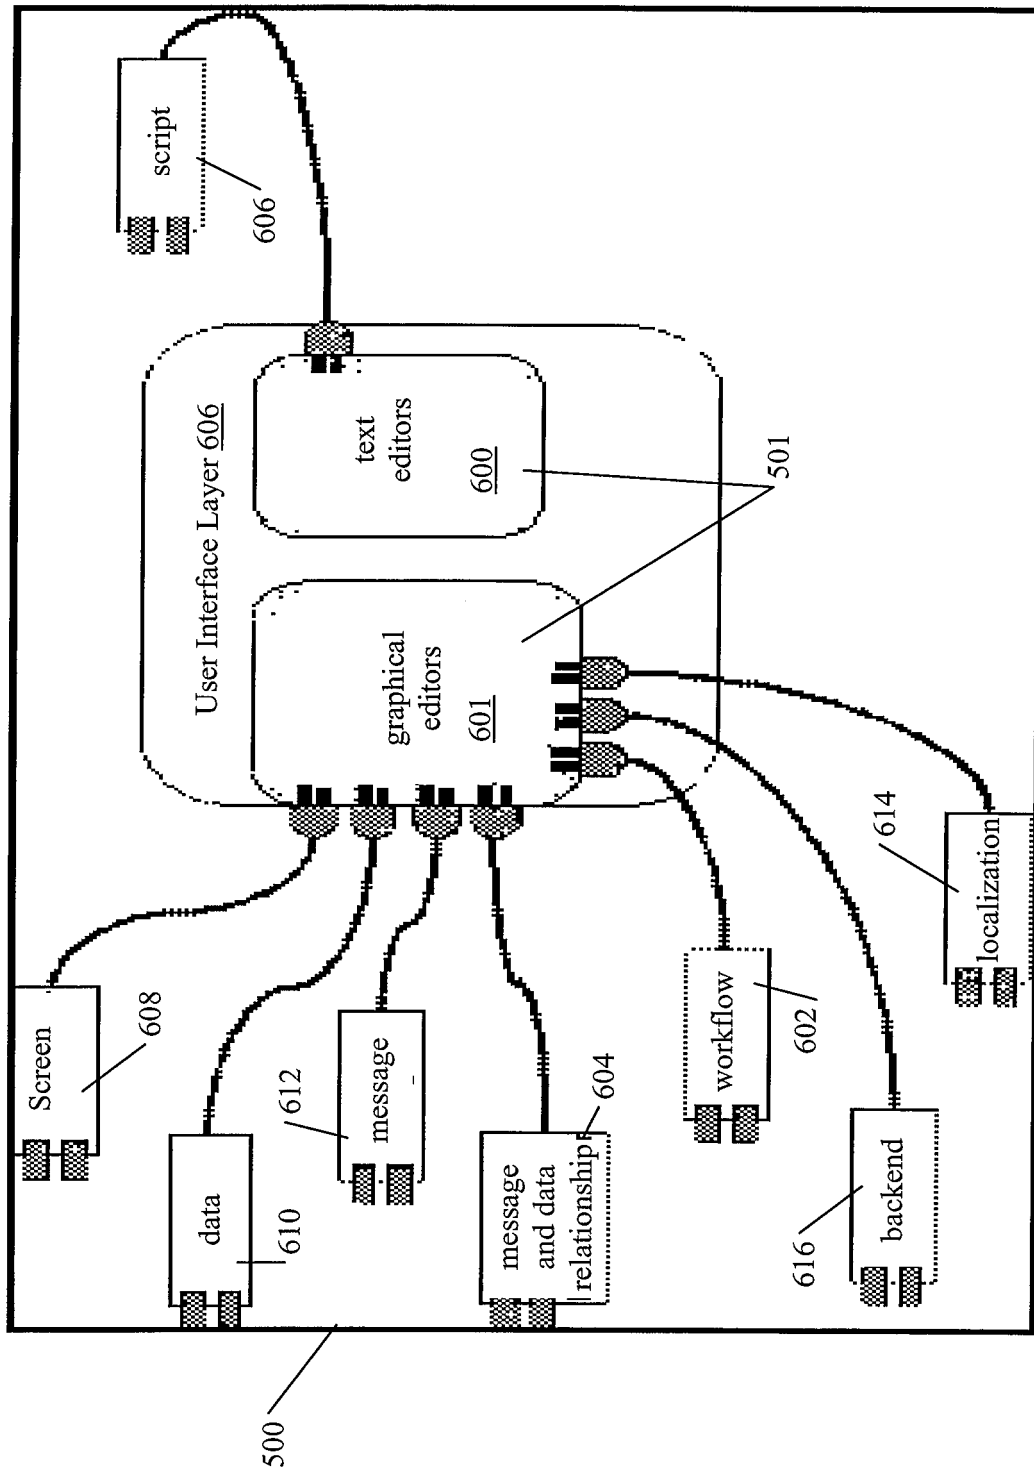 Screen
608
data
610
612
message
message
and data
relationship
604
workflow
602
616
backend
614
localization
User Interface Layer 606
graphical
editors
601
text
editors
600
501
script
606
500